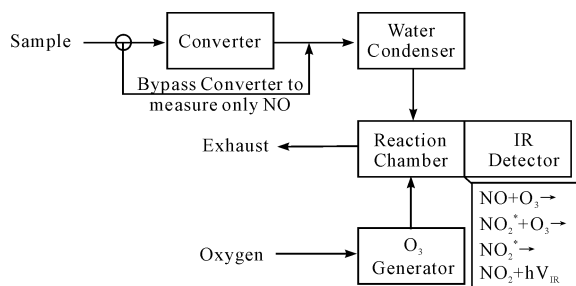 Sample
Converter
Water
Condenser
Bypass Converter to
measure only NO
Exhaust
Reaction
Chamber
IR
Detector
NO+O₃→
NO₂*+O₃→
NO₂*→
NO₂+hV_IR
Oxygen
O₃
Generator